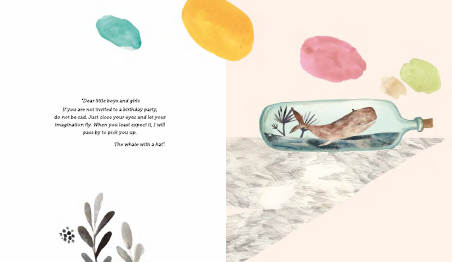 "Dear little boys and girls
If you are not invited to a birthday party,
do not be sad. Just close your eyes and let your
imagination fly. When you least expect it, I will
pass by to pick you up.
The whale with a hat".